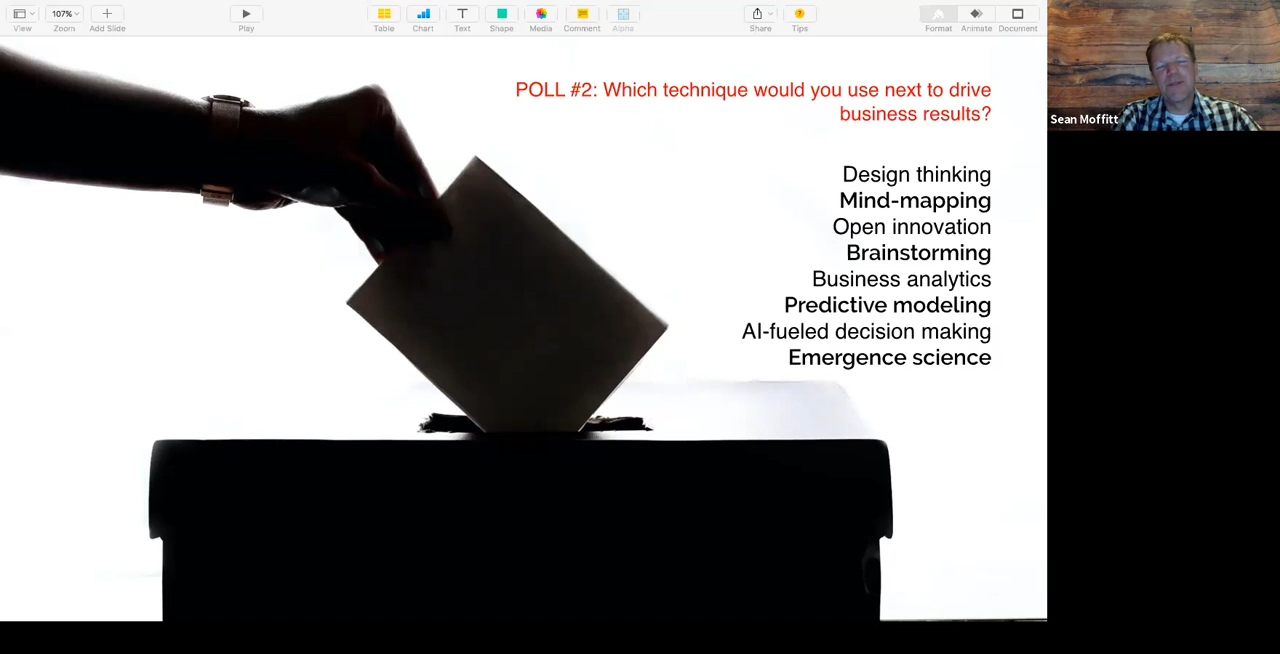 107%
View
Zoom
Add Slide
Play
Table
Chart
Text
Shape
Media
Comment
Alpha
Share
Tips
Format
Animate
Document
POLL #2: Which technique would you use next to drive
business results?
Sean Moffitt
Design thinking
Mind-mapping
Open innovation
Brainstorming
Business analytics
Predictive modeling
AI-fueled decision making
Emergence science